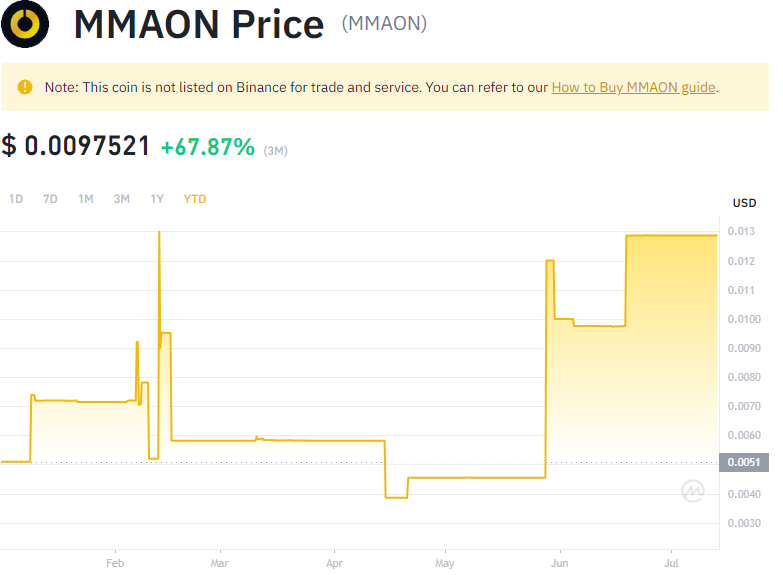 MMAON Price (MMAON)
Note: This coin is not listed on Binance for trade and service. You can refer to our How to Buy MMAON guide.
$ 0.0097521 +67.87% (3M)
1D 7D 1M 3M 1Y YTD
USD
0.013
0.012
0.011
0.0100
0.0090
0.0080
0.0070
0.0060
0.0051
0.0040
0.0030
Feb Mar Apr May Jun Jul